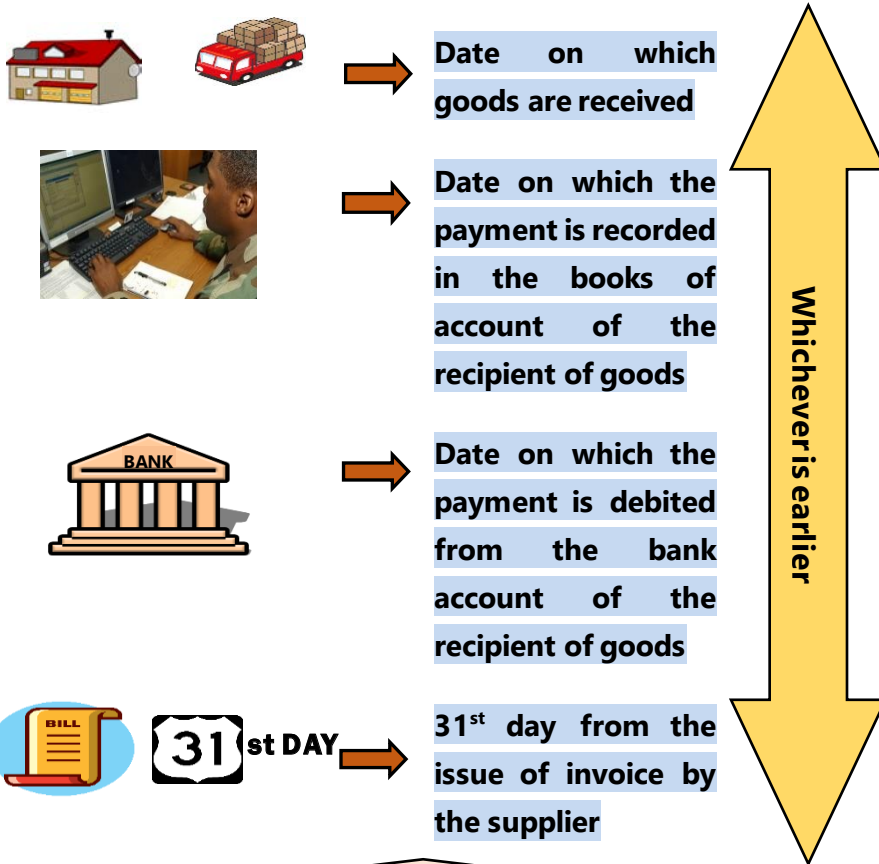 Date on which
goods are received
Date on which the
payment is recorded
in the books of
account of the
recipient of goods
BANK
Date on which the
payment is debited
from the bank
account of the
recipient of goods
BILL
31 st DAY
31st day from the
issue of invoice by
the supplier
Whichever is earlier